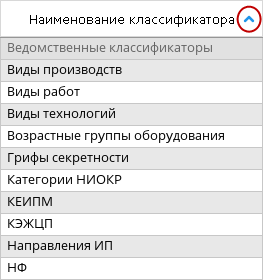 Наименование классификатора
Ведомственные классификаторы
Виды производств
Виды работ
Виды технологий
Возрастные группы оборудования
Грифы секретности
Категории НИОКР
КЕИПМ
КЭЖЦП
Направления ИП
НФ